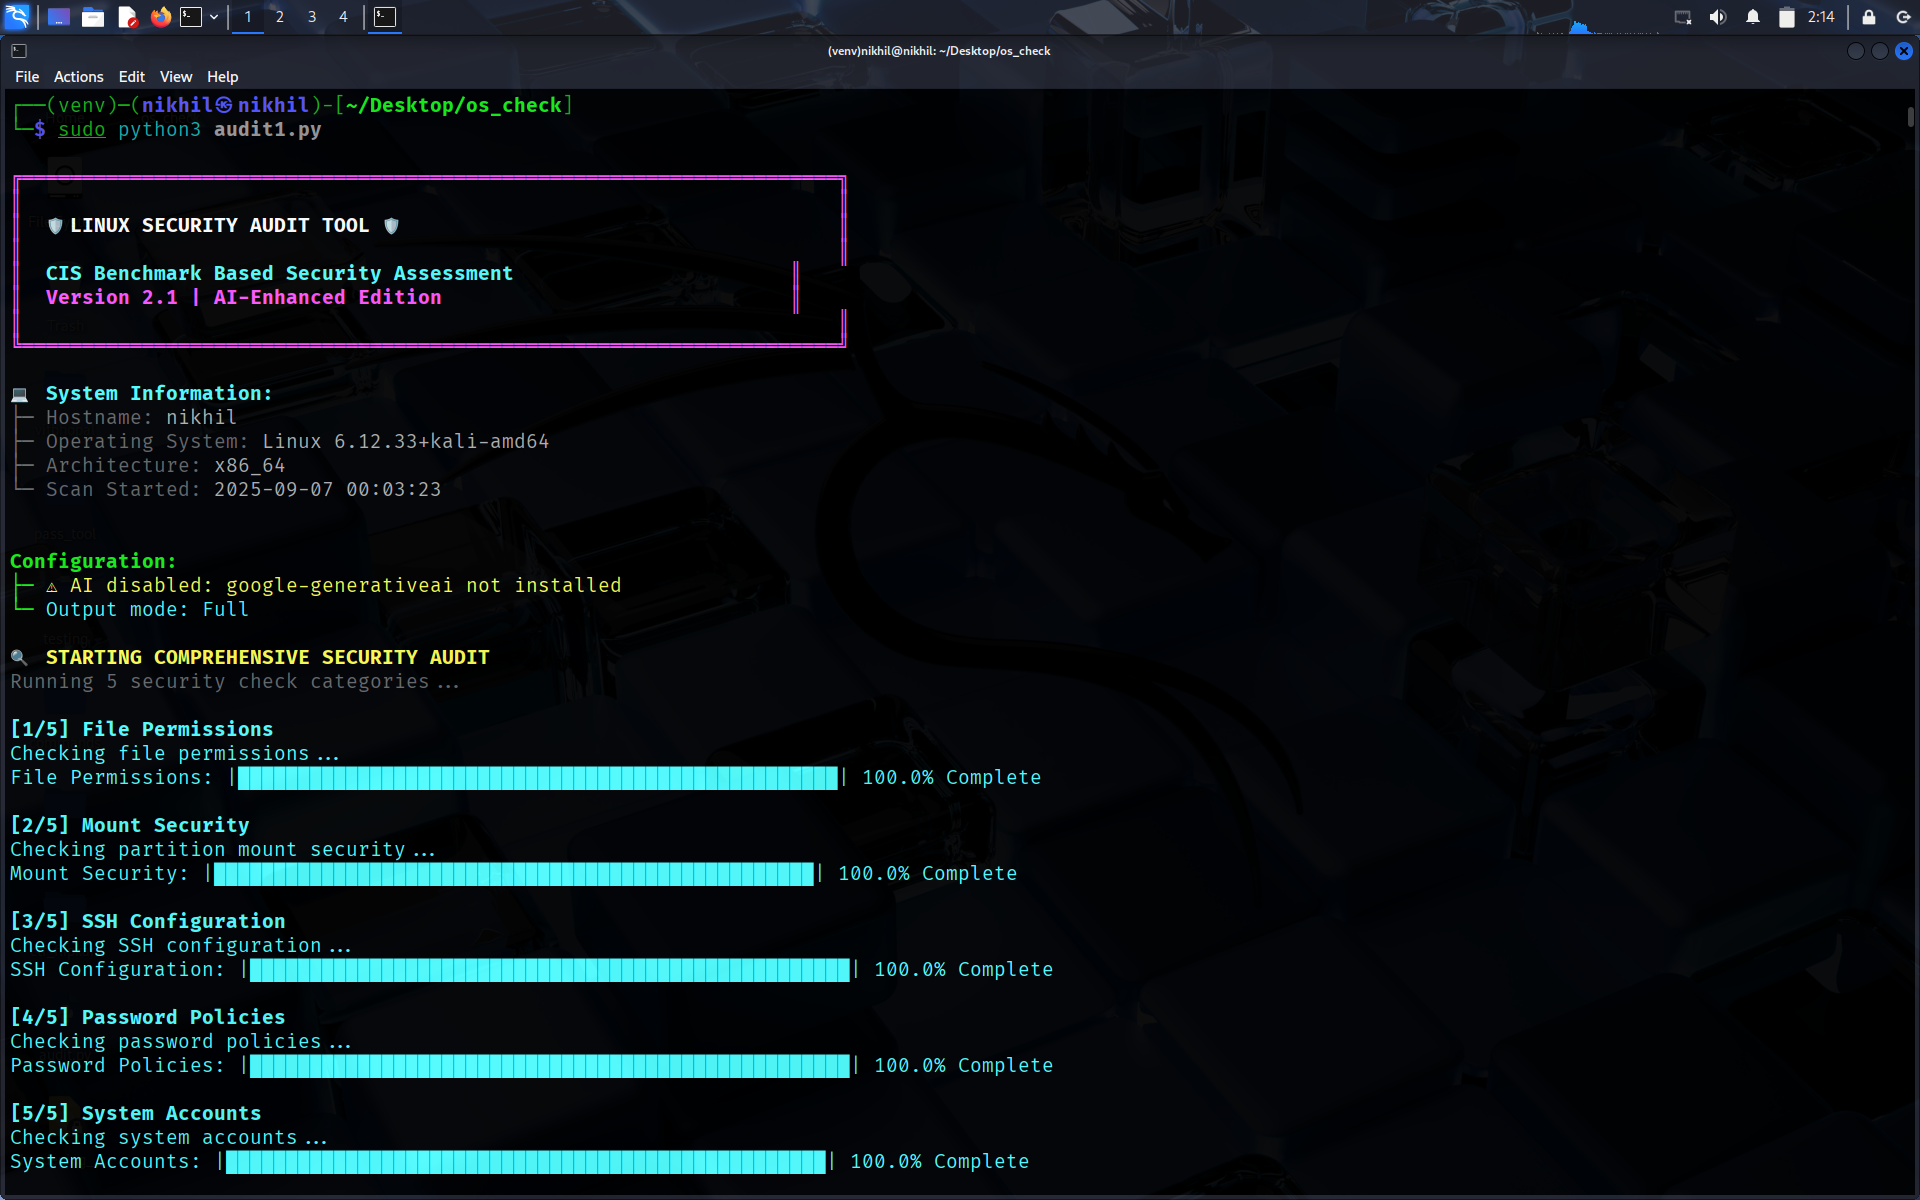 1 2 3 4 2:14
(venv)nikhil@nikhil: ~/Desktop/os_check
File Actions Edit View Help
┌──(venv)─(nikhil㉿nikhil)-[~/Desktop/os_check]
└─$ sudo python3 audit1.py
🛡️ LINUX SECURITY AUDIT TOOL 🛡️
CIS Benchmark Based Security Assessment
Version 2.1 | AI-Enhanced Edition
💻 System Information:
├─ Hostname: nikhil
├─ Operating System: Linux 6.12.33+kali-amd64
├─ Architecture: x86_64
└─ Scan Started: 2025-09-07 00:03:23
pass_tool
Configuration:
├─ ⚠ AI disabled: google-generativeai not installed
└─ Output mode: Full
testing
🔍 STARTING COMPREHENSIVE SECURITY AUDIT
Running 5 security check categories...
[1/5] File Permissions
Checking file permissions...
File Permissions: |██████████████████████████████████████████████████| 100.0% Complete
[2/5] Mount Security
Checking partition mount security...
Mount Security: |██████████████████████████████████████████████████| 100.0% Complete
[3/5] SSH Configuration
Checking SSH configuration...
SSH Configuration: |██████████████████████████████████████████████████| 100.0% Complete
[4/5] Password Policies
Checking password policies...
Password Policies: |██████████████████████████████████████████████████| 100.0% Complete
[5/5] System Accounts
Checking system accounts...
System Accounts: |██████████████████████████████████████████████████| 100.0% Complete